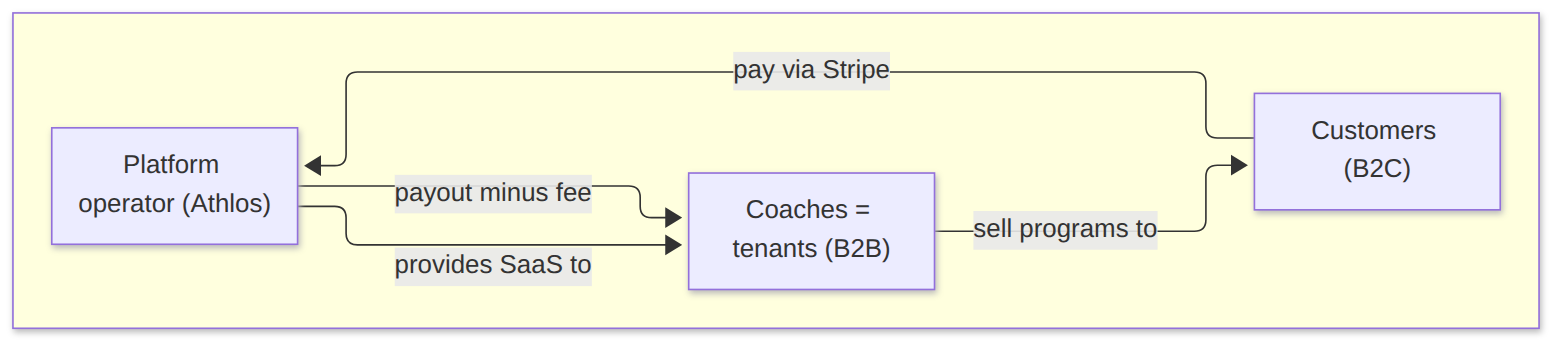 pay via Stripe
Platform
operator (Athlos)
payout minus fee
provides SaaS to
Coaches =
tenants (B2B)
sell programs to
Customers
(B2C)